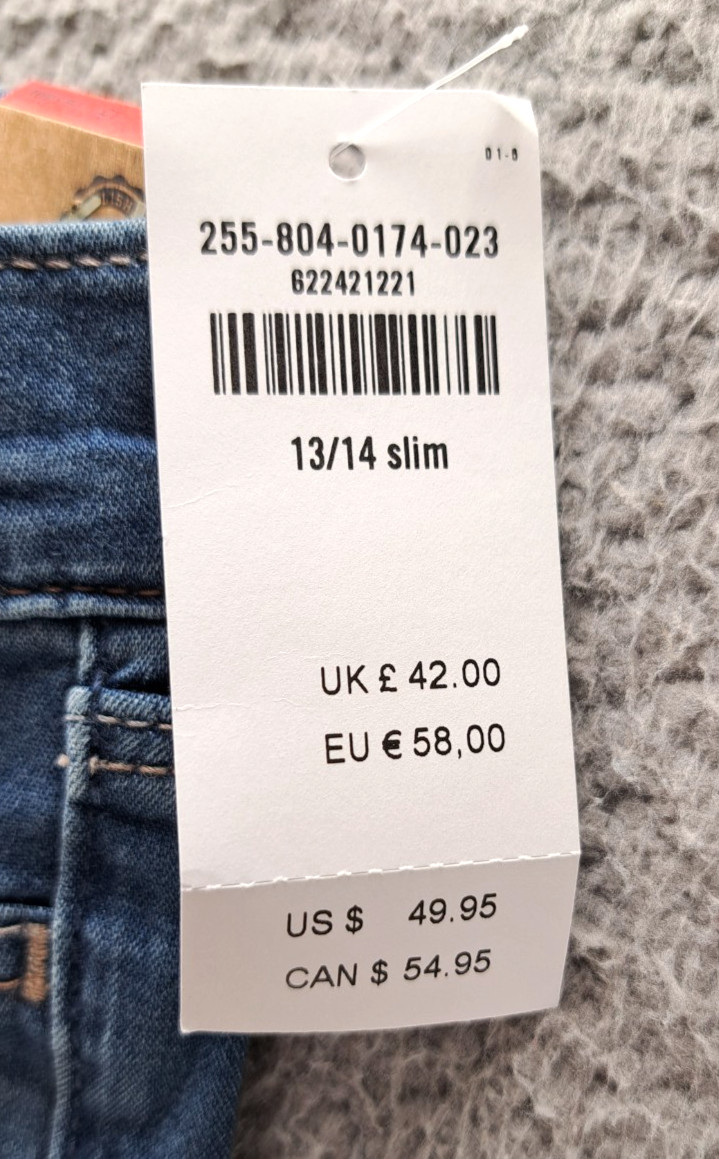 01-6
255-804-0174-023
622421221
13/14 slim
UK £ 42.00
EU € 58,00
US $ 49.95
CAN $ 54.95